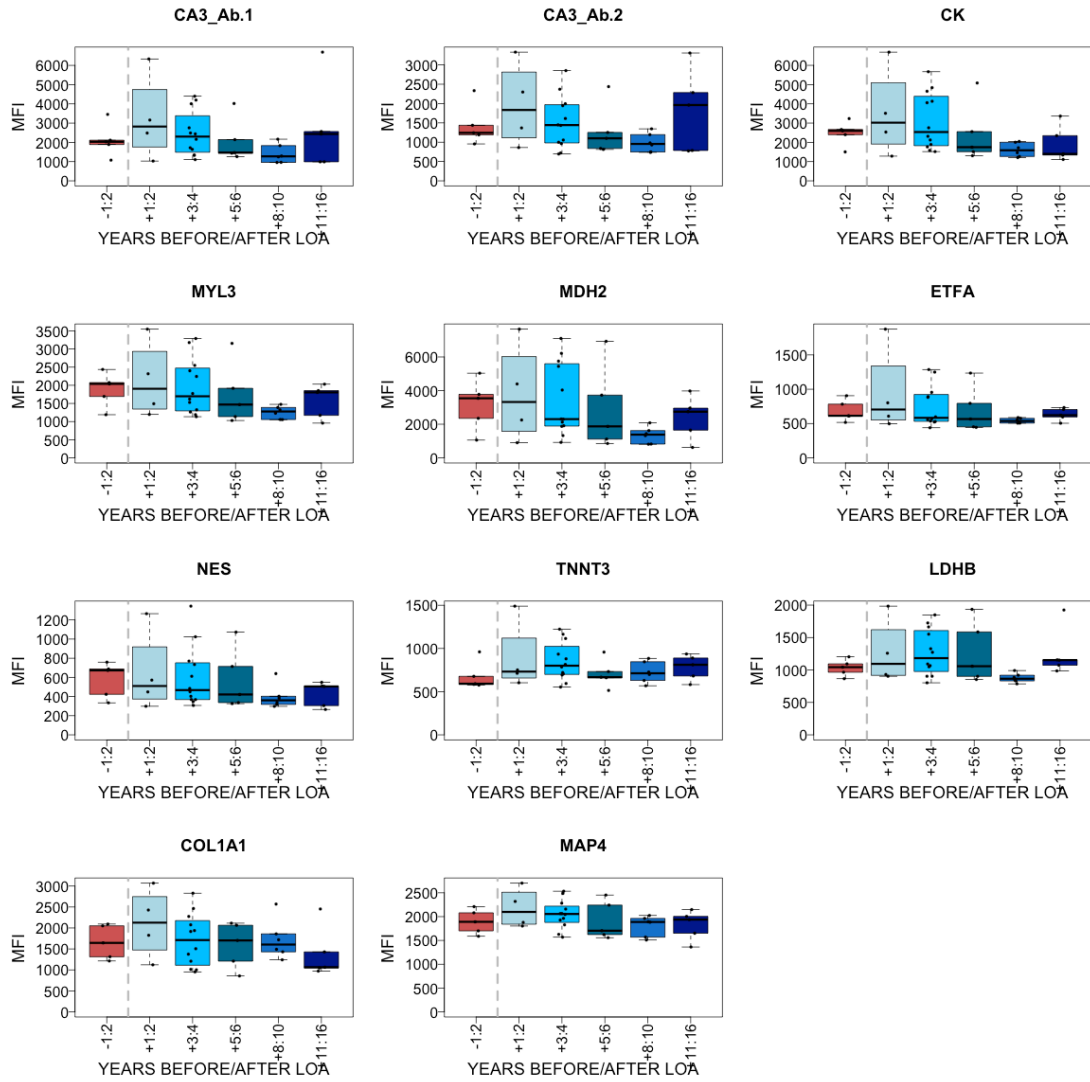 CA3_Ab.1
MFI
6000
5000
4000
3000
2000
1000
0
-1:2 +1:2 +3:4 +5:6 +8:10 +11:16
YEARS BEFORE/AFTER LOA
CA3_Ab.2
MFI
3000
2500
2000
1500
1000
500
0
-1:2 +1:2 +3:4 +5:6 +8:10 +11:16
YEARS BEFORE/AFTER LOA
CK
MFI
6000
5000
4000
3000
2000
1000
0
-1:2 +1:2 +3:4 +5:6 +8:10 +11:16
YEARS BEFORE/AFTER LOA
MYL3
MFI
3500
3000
2500
2000
1500
1000
500
0
-1:2 +1:2 +3:4 +5:6 +8:10 +11:16
YEARS BEFORE/AFTER LOA
MDH2
MFI
6000
4000
2000
0
-1:2 +1:2 +3:4 +5:6 +8:10 +11:16
YEARS BEFORE/AFTER LOA
ETFA
MFI
1500
1000
500
0
-1:2 +1:2 +3:4 +5:6 +8:10 +11:16
YEARS BEFORE/AFTER LOA
NES
MFI
1200
1000
800
600
400
200
0
-1:2 +1:2 +3:4 +5:6 +8:10 +11:16
YEARS BEFORE/AFTER LOA
TNNT3
MFI
1500
1000
500
0
-1:2 +1:2 +3:4 +5:6 +8:10 +11:16
YEARS BEFORE/AFTER LOA
LDHB
MFI
2000
1500
1000
500
0
-1:2 +1:2 +3:4 +5:6 +8:10 +11:16
YEARS BEFORE/AFTER LOA
COL1A1
MFI
3000
2500
2000
1500
1000
500
0
-1:2 +1:2 +3:4 +5:6 +8:10 +11:16
YEARS BEFORE/AFTER LOA
MAP4
MFI
2500
2000
1500
1000
500
0
-1:2 +1:2 +3:4 +5:6 +8:10 +11:16
YEARS BEFORE/AFTER LOA